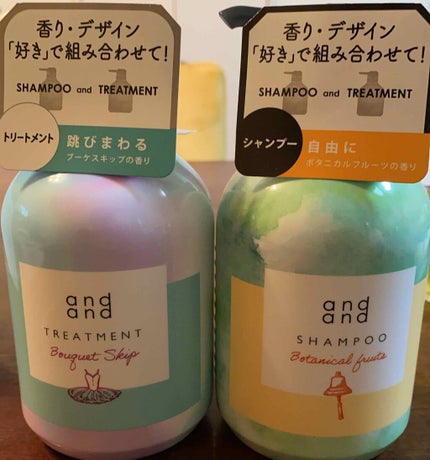 香り・デザイン
「好き」で組み合わせて!
SHAMPOO and TREATMENT
トリートメント
跳びまわる
ブーケスキップの香り
and
and
TREATMENT
Bouquet Skip
香り・デザイン
「好き」で組み合わせて!
SHAMPOO and TREATMENT
シャンプー
自由に
ボタニカルフルーツの香り
and
and
SHAMPOO
Botanical fruits